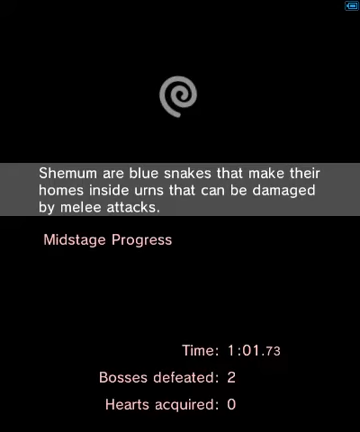 Shemum are blue snakes that make their
homes inside urns that can be damaged
by melee attacks.
Midstage Progress
Time: 1:01.73
Bosses defeated: 2
Hearts acquired: 0